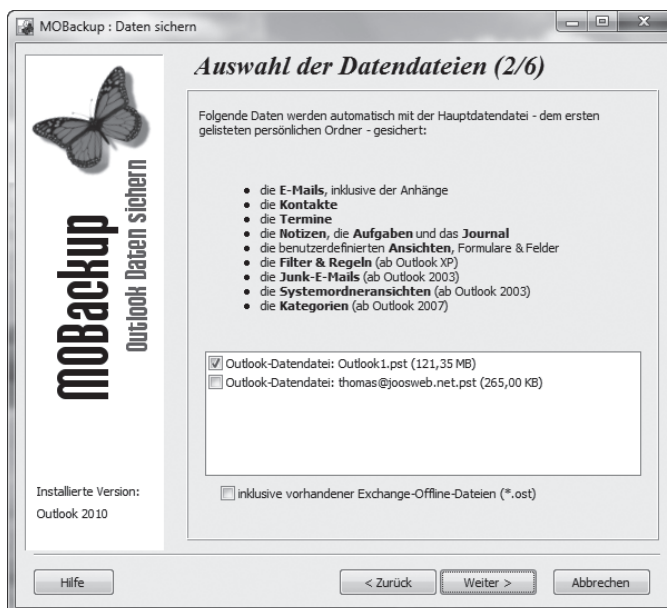 MOBackup : Daten sichern
Auswahl der Datendateien (2/6)
Folgende Daten werden automatisch mit der Hauptdatendatei - dem ersten
gelisteten persönlichen Ordner - gesichert:
• die E-Mails, inklusive der Anhänge
• die Kontakte
• die Termine
• die Notizen, die Aufgaben und das Journal
• die benutzerdefinierten Ansichten, Formulare & Felder
• die Filter & Regeln (ab Outlook XP)
• die Junk-E-Mails (ab Outlook 2003)
• die Systemordneransichten (ab Outlook 2003)
• die Kategorien (ab Outlook 2007)
Outlook-Datendatei: Outlook1.pst (121,35 MB)
Outlook-Datendatei: thomas@joosweb.net.pst (265,00 KB)
inklusive vorhandener Exchange-Offline-Dateien (*.ost)
MOBackup
Outlook Daten sichern
Installierte Version:
Outlook 2010
Hilfe
< Zurück
Weiter >
Abbrechen